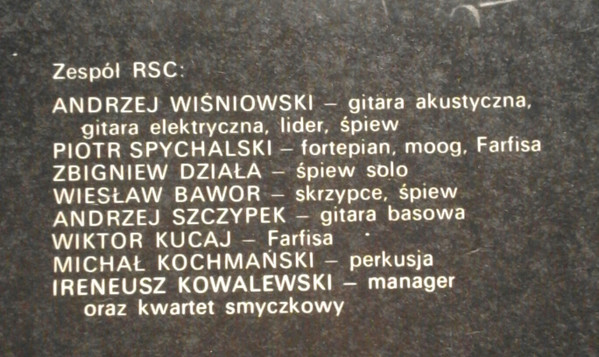 Zespół RSC:
ANDRZEJ WIŚNIOWSKI – gitara akustyczna,
gitara elektryczna, lider, śpiew
PIOTR SPYCHALSKI – fortepian, moog, Farfisa
ZBIGNIEW DZIAŁA – śpiew solo
WIESŁAW BAWOR – skrzypce, śpiew
ANDRZEJ SZCZYPEK – gitara basowa
WIKTOR KUCAJ – Farfisa
MICHAŁ KOCHMAŃSKI – perkusja
IRENEUSZ KOWALEWSKI – manager
oraz kwartet smyczkowy